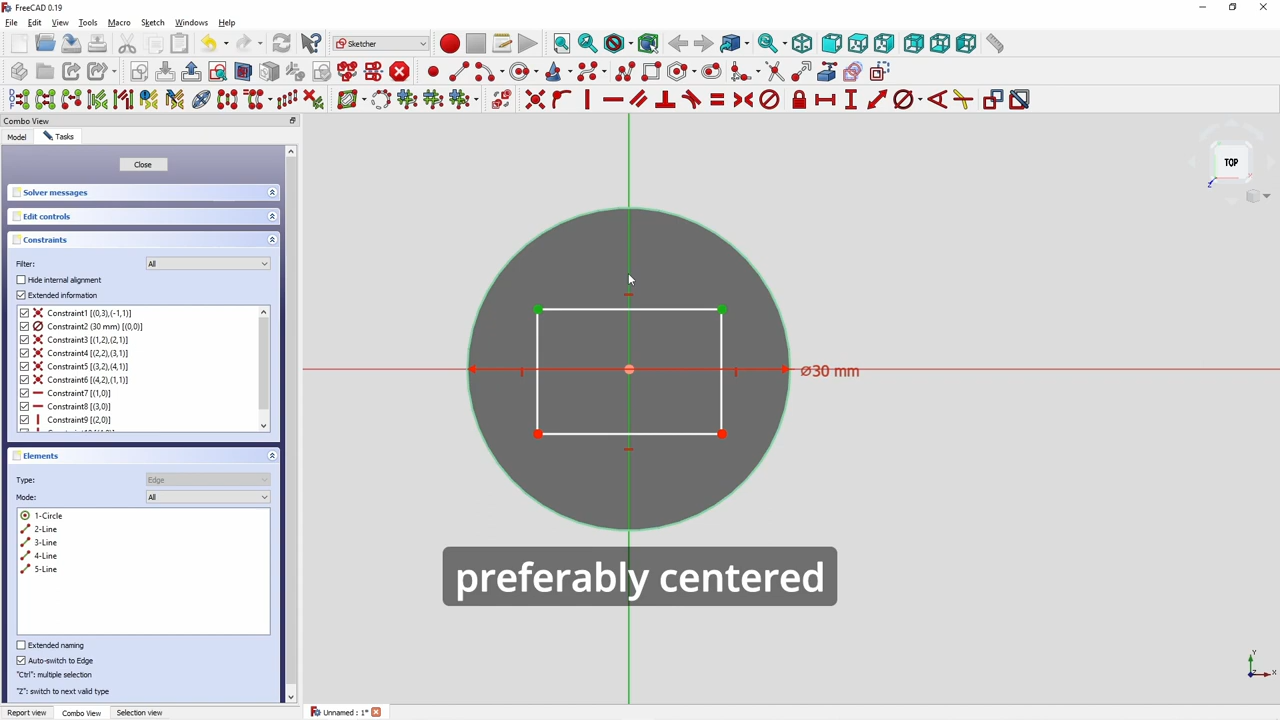 FreeCAD 0.19
File Edit View Tools Macro Sketch Windows Help
Sketcher
Combo View
Model Tasks
Close
Solver messages
Edit controls
Constraints
Filter: All
Hide internal alignment
Extended information
Constraint1 [(0,3),(-1,1)]
Constraint2 (30 mm) [(0,0)]
Constraint3 [(1,2),(2,1)]
Constraint4 [(2,2),(3,1)]
Constraint5 [(3,2),(4,1)]
Constraint6 [(4,2),(1,1)]
Constraint7 [(1,0)]
Constraint8 [(3,0)]
Constraint9 [(2,0)]
Elements
Type: Edge
Mode: All
1-Circle
2-Line
3-Line
4-Line
5-Line
Extended naming
Auto-switch to Edge
"Ctrl": multiple selection
"Z": switch to next valid type
Report view Combo View Selection view
TOP
⌀30 mm
preferably centered
Y
X
Unnamed : 1*